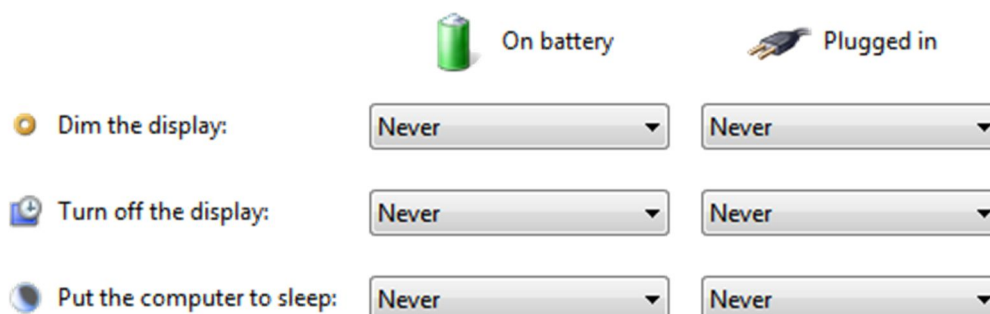 On battery Plugged in
Dim the display: Never Never
Turn off the display: Never Never
Put the computer to sleep: Never Never